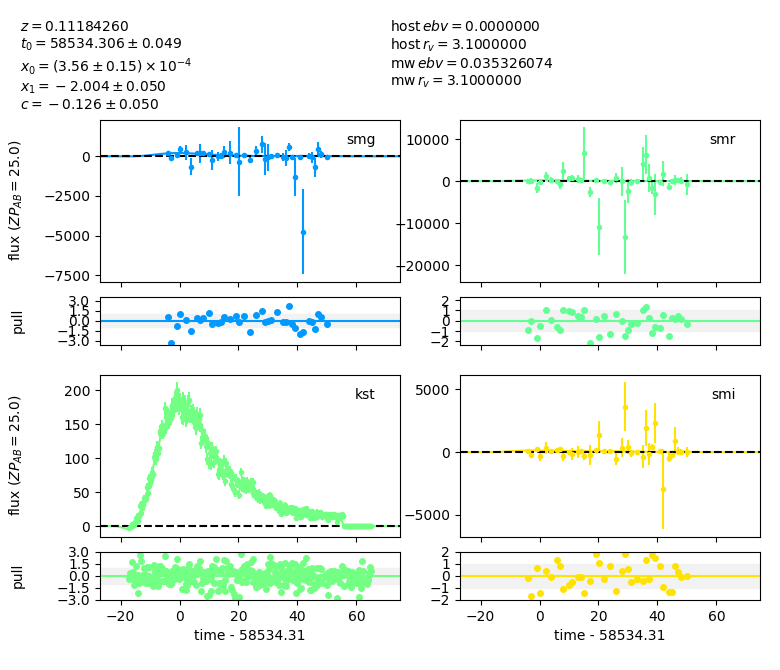 z = 0.11184260
t₀ = 58534.306 ± 0.049
x₀ = (3.56 ± 0.15) × 10⁻⁴
x₁ = −2.004 ± 0.050
c = −0.126 ± 0.050
host ebv = 0.0000000
host r_v = 3.1000000
mw ebv = 0.035326074
mw r_v = 3.1000000
smg
flux (ZP_AB = 25.0)
0
−2500
−5000
−7500
smr
10000
0
−10000
−20000
pull
3.0
1.5
0.0
−1.5
−3.0
2
1
0
−1
−2
kst
flux (ZP_AB = 25.0)
200
150
100
50
0
smi
5000
0
−5000
pull
3.0
1.5
0.0
−1.5
−3.0
2
1
0
−1
−2
−20 0 20 40 60
time - 58534.31
−20 0 20 40 60
time - 58534.31